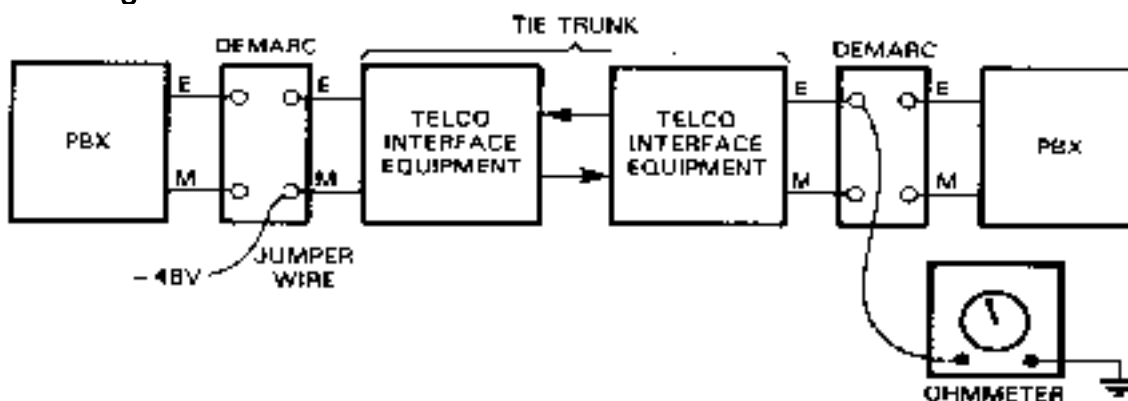 TIE TRUNK
DEMARC
DEMARC
E
E
E
E
PBX
TELCO
INTERFACE
EQUIPMENT
TELCO
INTERFACE
EQUIPMENT
PBX
M
M
M
M
-48V
JUMPER
WIRE
OHMMETER